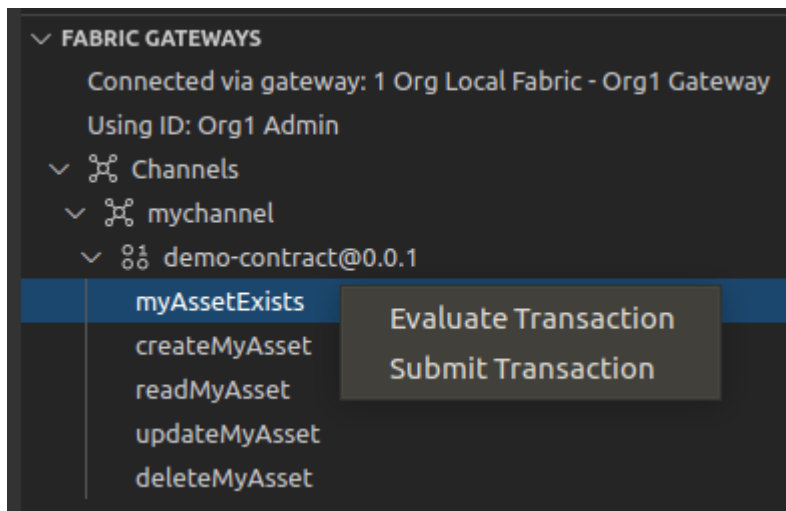 FABRIC GATEWAYS
Connected via gateway: 1 Org Local Fabric - Org1 Gateway
Using ID: Org1 Admin
Channels
mychannel
demo-contract@0.0.1
myAssetExists
Evaluate Transaction
createMyAsset
Submit Transaction
readMyAsset
updateMyAsset
deleteMyAsset